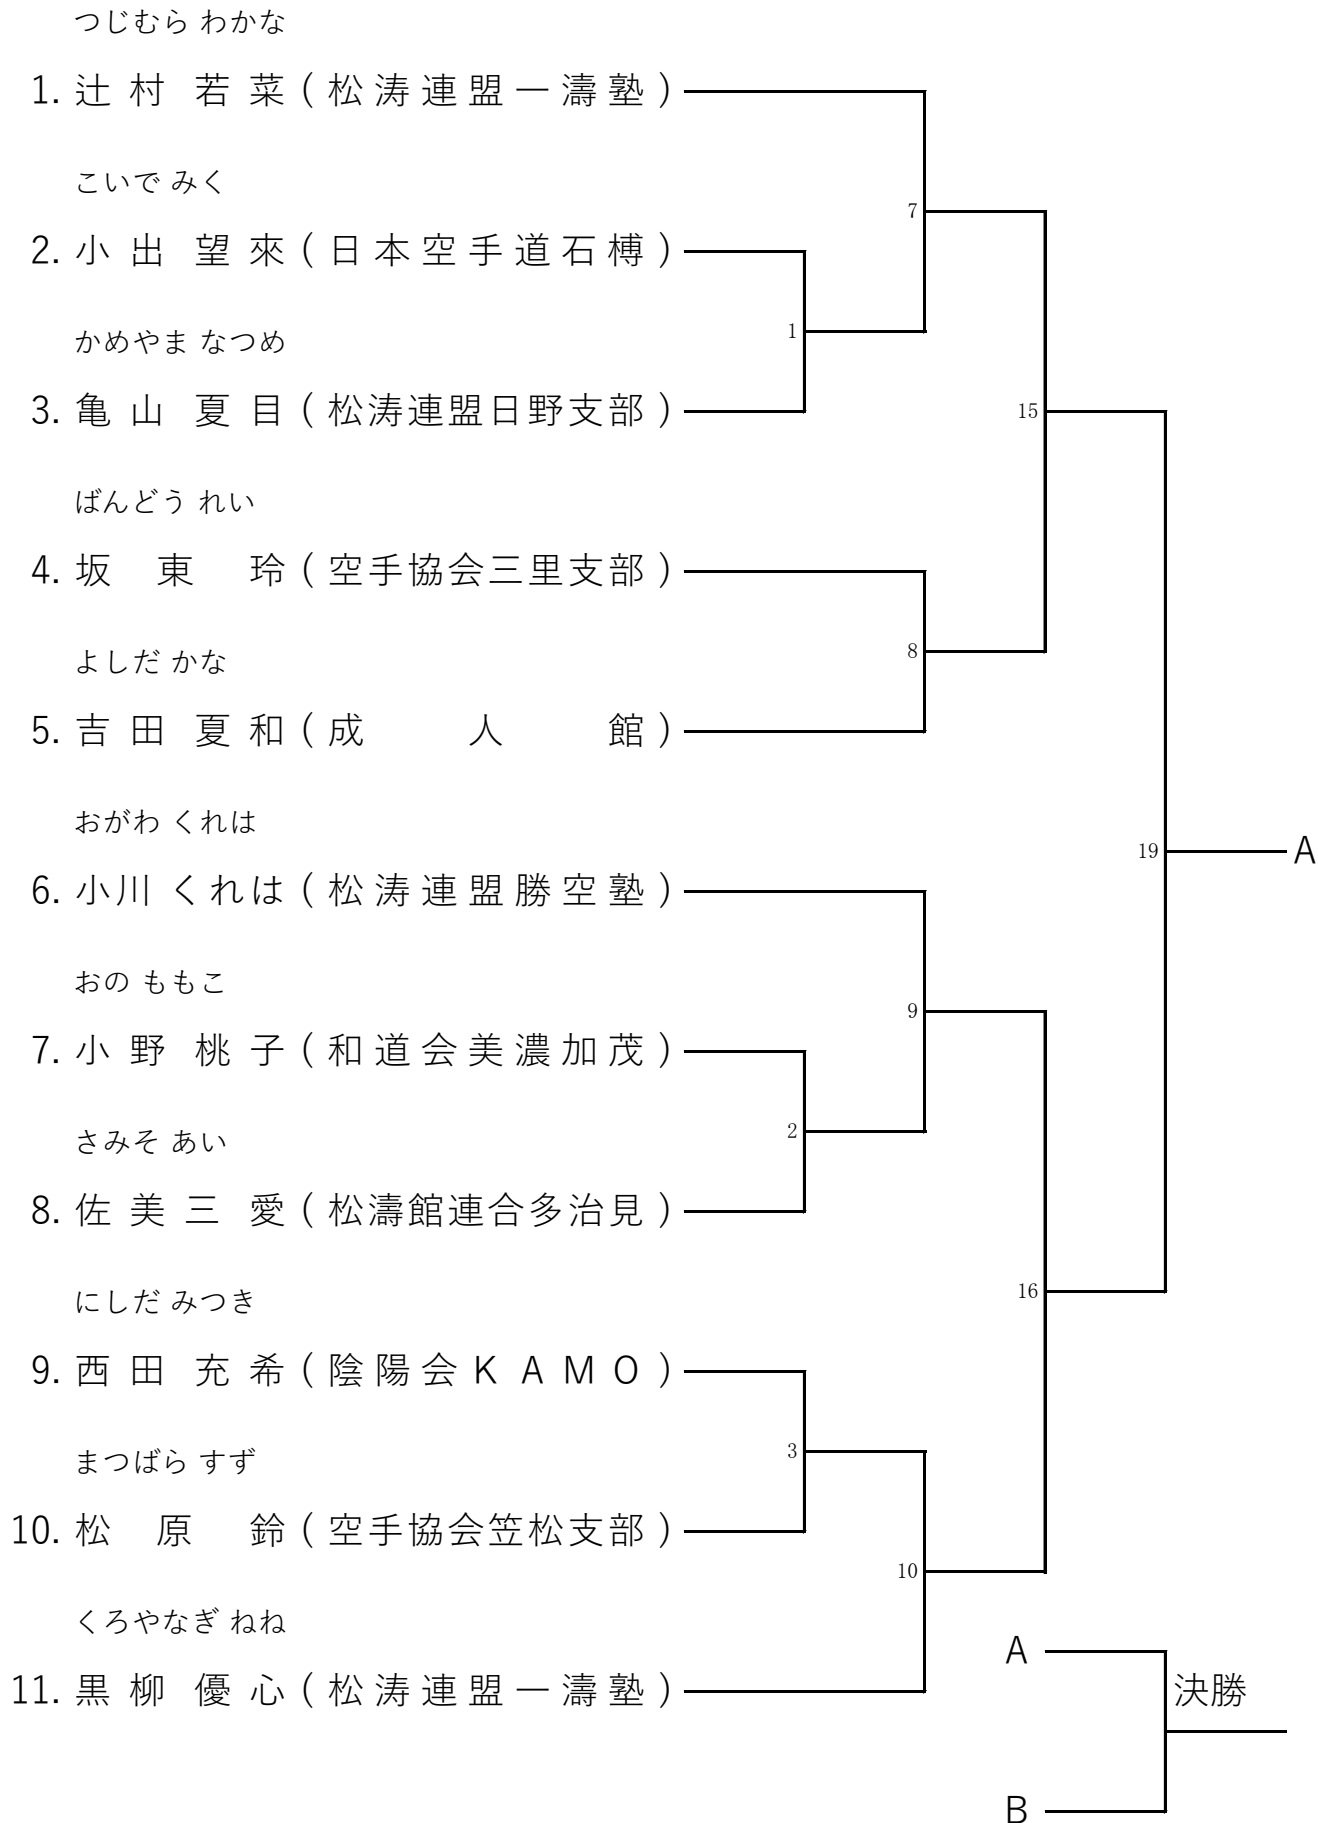 つじむら わかな
1. 辻村 若菜 ( 松涛連盟一濤塾 )
こいで みく
7
2. 小出 望來 ( 日本空手道石榑 )
かめやま なつめ
1
3. 亀山 夏目 ( 松涛連盟日野支部 )
15
ばんどう れい
4. 坂東 玲 ( 空手協会三里支部 )
よしだ かな
8
5. 吉田 夏和 ( 成人館 )
おがわ くれは
19 A
6. 小川 くれは ( 松涛連盟勝空塾 )
おの ももこ
9
7. 小野 桃子 ( 和道会美濃加茂 )
さみそ あい
2
8. 佐美三 愛 ( 松濤館連合多治見 )
にしだ みつき
16
9. 西田 充希 ( 陰陽会KAMO )
まつばら すず
3
10. 松原 鈴 ( 空手協会笠松支部 )
10
くろやなぎ ねね
A
11. 黒柳 優心 ( 松涛連盟一濤塾 )
決勝
B